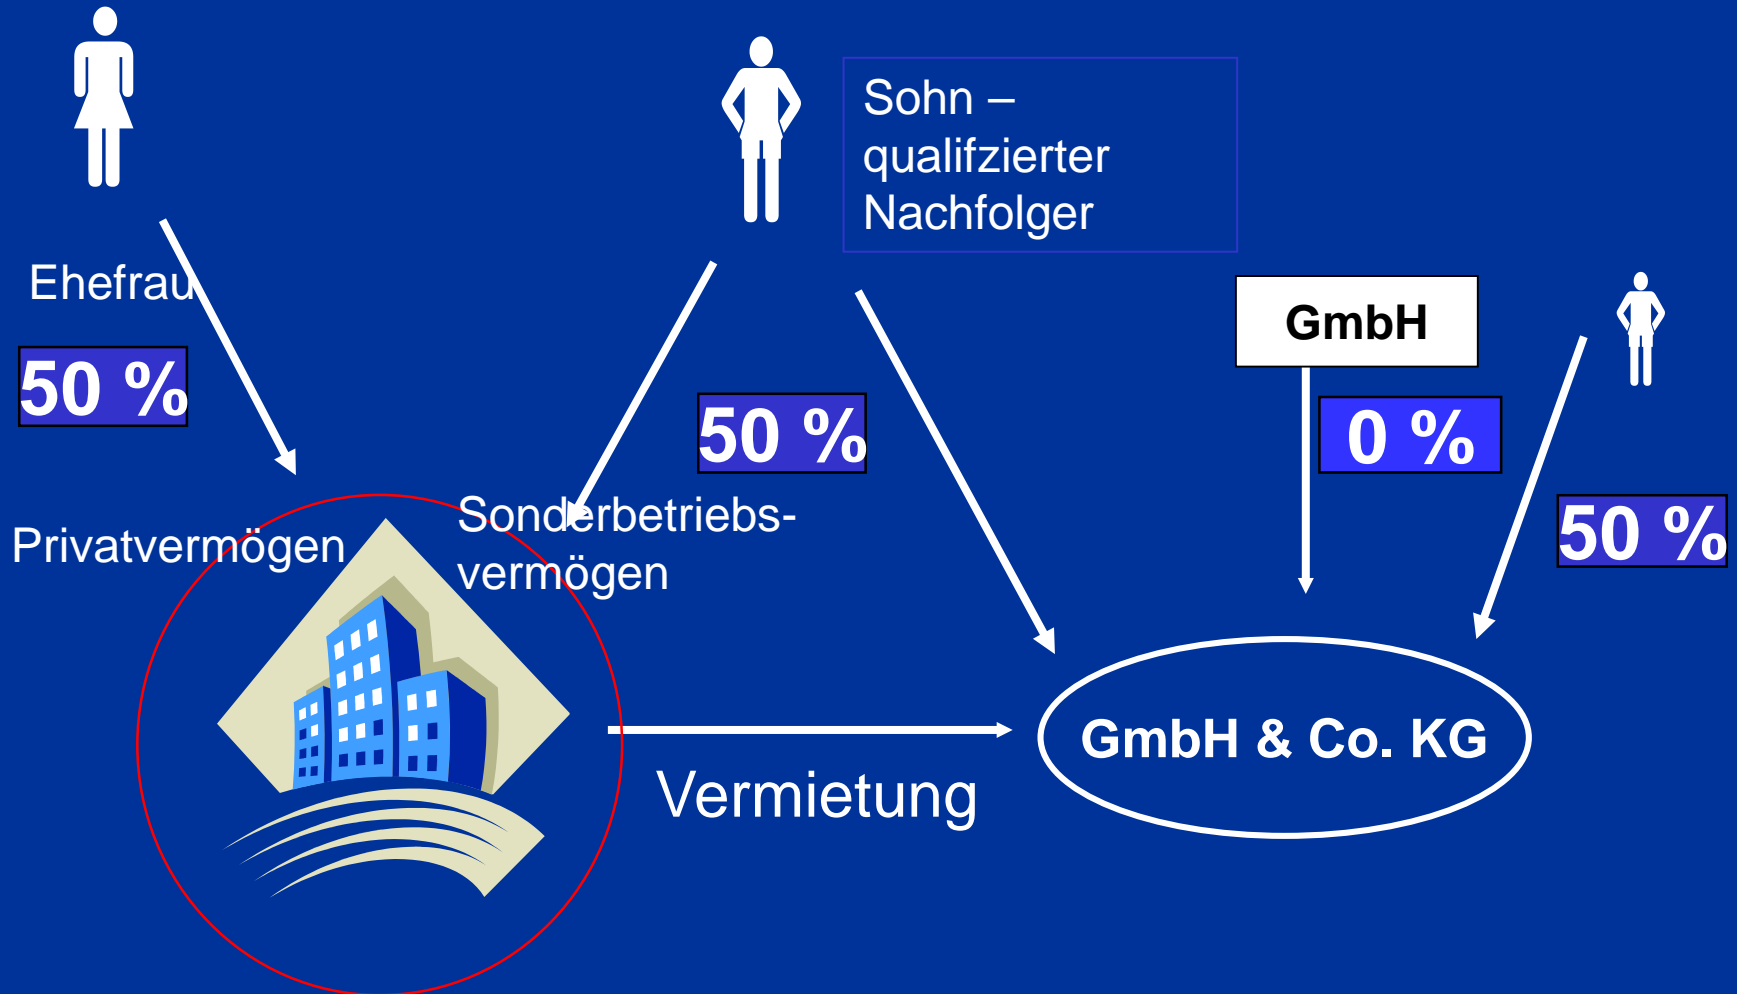 Sohn –
qualifzierter
Nachfolger
Ehefrau
GmbH
50 %
50 %
0 %
50 %
Privatvermögen
Sonderbetriebs-
vermögen
GmbH & Co. KG
Vermietung